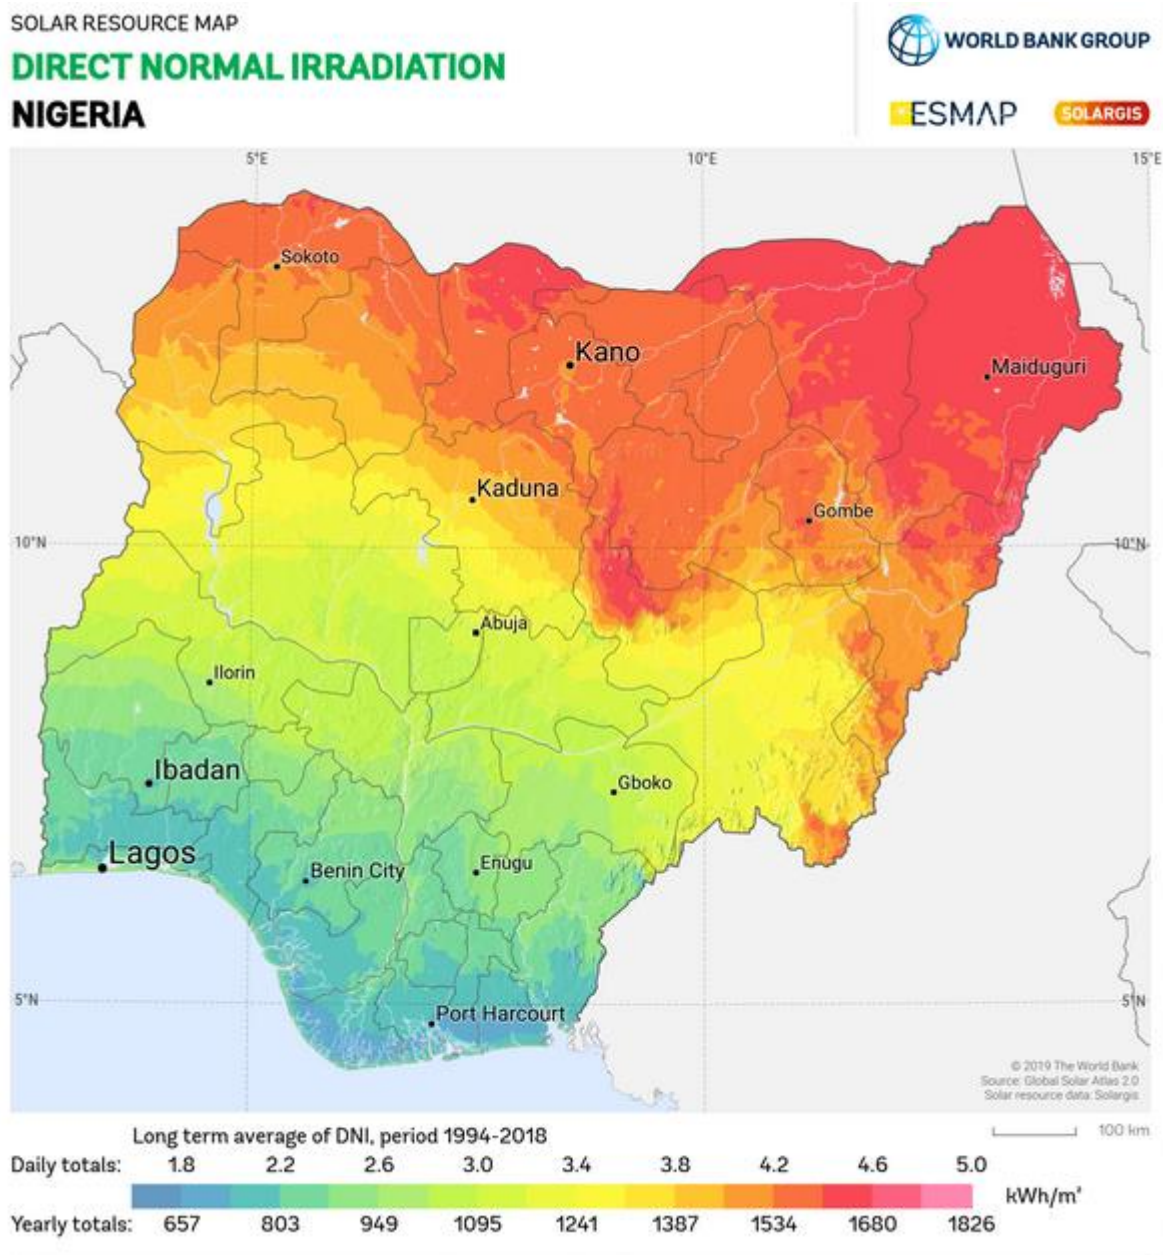 SOLAR RESOURCE MAP
DIRECT NORMAL IRRADIATION
NIGERIA
WORLD BANK GROUP
ESMAP
SOLARGIS
5°E
10°E
15°E
Sokoto
Kano
Maiduguri
Kaduna
Gombe
10°N
10°N
Abuja
Ilorin
Ibadan
Gboko
Lagos
Benin City
Enugu
5°N
5°N
Port Harcourt
© 2019 The World Bank
Source: Global Solar Atlas 2.0
Solar resource data: Solargis
100 km
Long term average of DNI, period 1994-2018
Daily totals: 1.8 2.2 2.6 3.0 3.4 3.8 4.2 4.6 5.0
kWh/m²
Yearly totals: 657 803 949 1095 1241 1387 1534 1680 1826